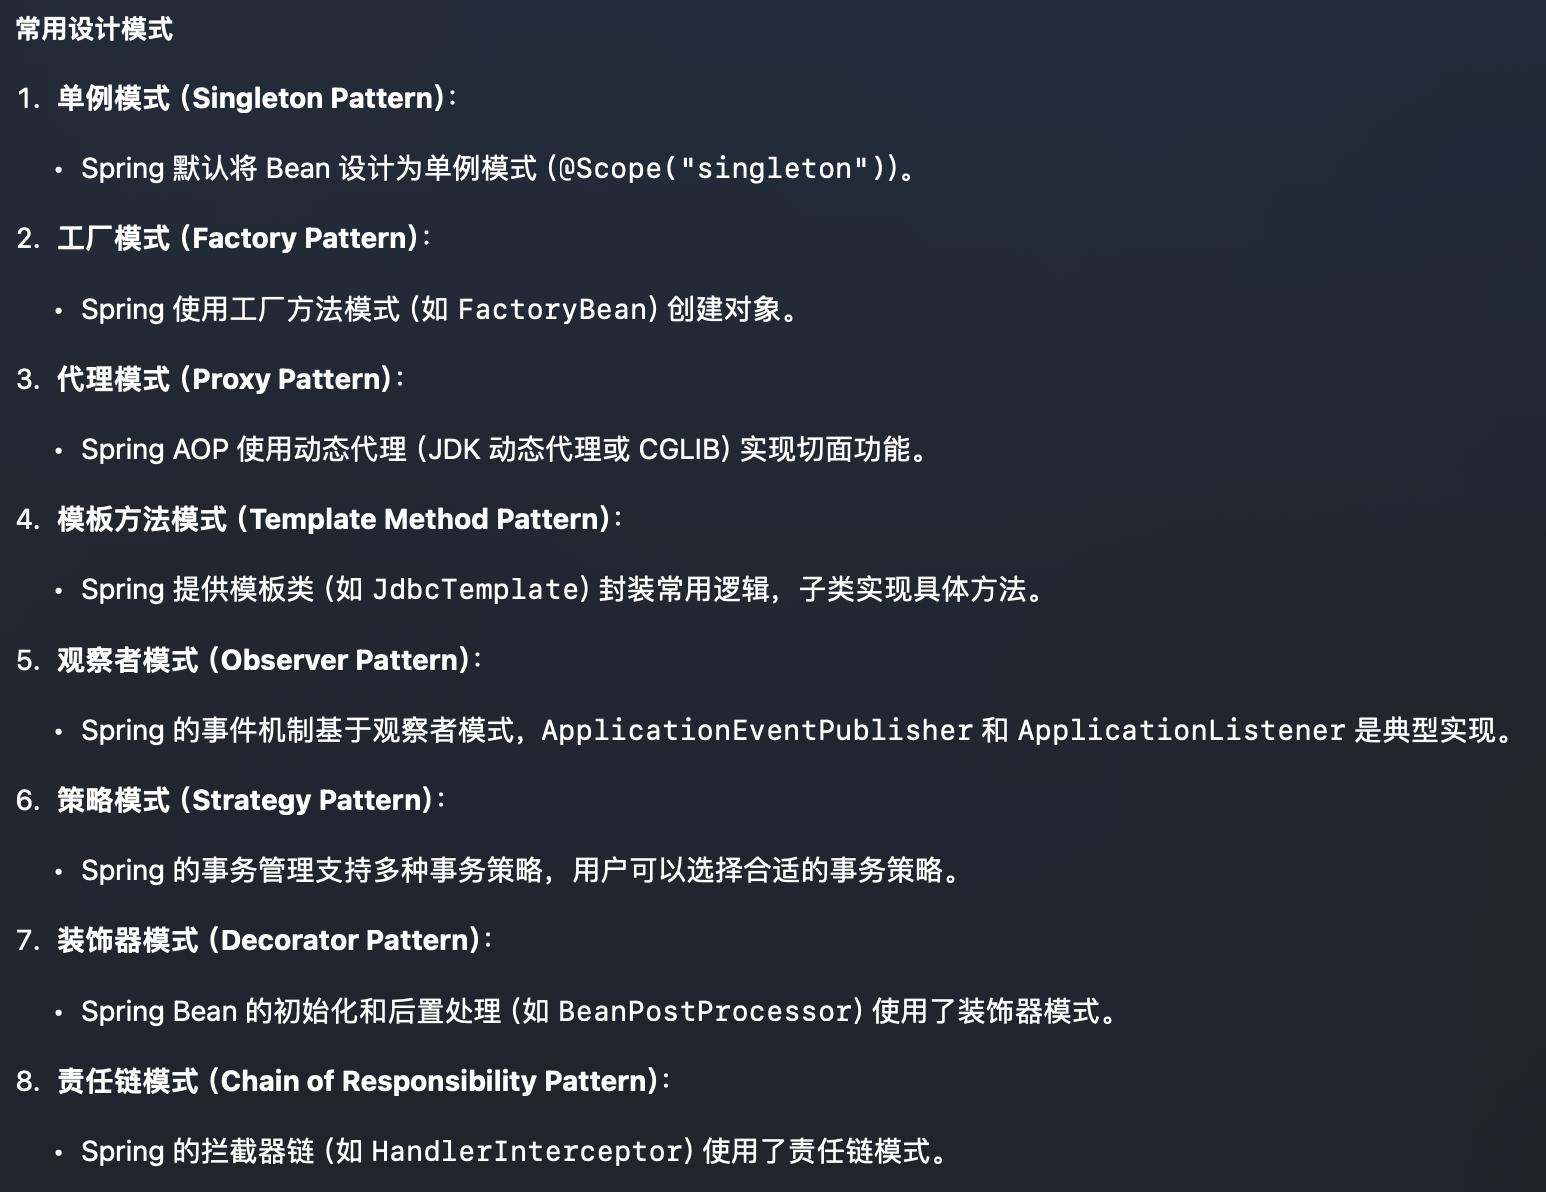 常用设计模式
1. 单例模式 (Singleton Pattern)：
• Spring 默认将 Bean 设计为单例模式 (@Scope("singleton"))。
2. 工厂模式 (Factory Pattern)：
• Spring 使用工厂方法模式 (如 FactoryBean) 创建对象。
3. 代理模式 (Proxy Pattern)：
• Spring AOP 使用动态代理 (JDK 动态代理或 CGLIB) 实现切面功能。
4. 模板方法模式 (Template Method Pattern)：
• Spring 提供模板类 (如 JdbcTemplate) 封装常用逻辑，子类实现具体方法。
5. 观察者模式 (Observer Pattern)：
• Spring 的事件机制基于观察者模式，ApplicationEventPublisher 和 ApplicationListener 是典型实现。
6. 策略模式 (Strategy Pattern)：
• Spring 的事务管理支持多种事务策略，用户可以选择合适的事务策略。
7. 装饰器模式 (Decorator Pattern)：
• Spring Bean 的初始化和后置处理 (如 BeanPostProcessor) 使用了装饰器模式。
8. 责任链模式 (Chain of Responsibility Pattern)：
• Spring 的拦截器链 (如 HandlerInterceptor) 使用了责任链模式。